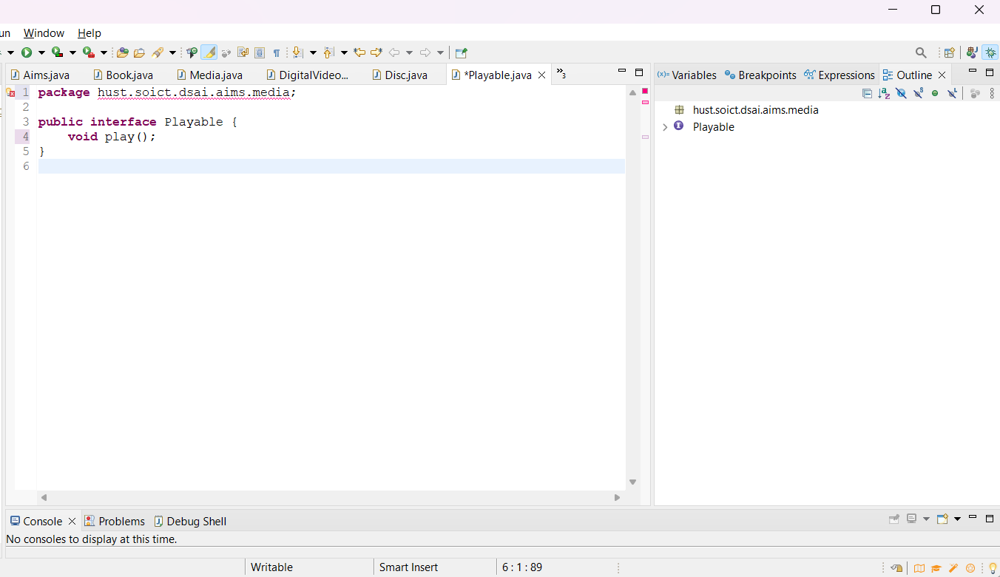 Window Help
Aims.java Book.java Media.java DigitalVideo... Disc.java *Playable.java »3
(x)= Variables Breakpoints Expressions Outline
1 package hust.soict.dsai.aims.media;
2
3 public interface Playable {
4 void play();
5 }
6
hust.soict.dsai.aims.media
Playable
Console Problems Debug Shell
No consoles to display at this time.
Writable Smart Insert 6 : 1 : 89